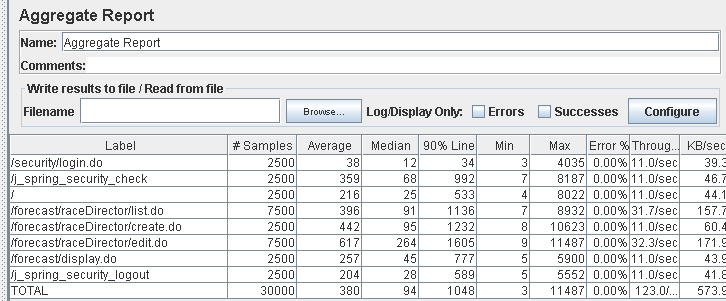 Aggregate Report
Name: Aggregate Report
Comments:
Write results to file / Read from file
Filename Browse... Log/Display Only: Errors Successes Configure
Label # Samples Average Median 90% Line Min Max Error % Throug... KB/sec
/security/login.do 2500 38 12 34 3 4035 0.00% 11.0/sec 39.3
/j_spring_security_check 2500 359 68 992 7 8187 0.00% 11.0/sec 46.7
/ 2500 216 25 533 4 8022 0.00% 11.0/sec 44.1
/forecast/raceDirector/list.do 7500 396 91 1136 7 8932 0.00% 31.7/sec 157.7
/forecast/raceDirector/create.do 2500 442 95 1232 8 10623 0.00% 11.0/sec 60.4
/forecast/raceDirector/edit.do 7500 617 264 1605 9 11487 0.00% 32.3/sec 171.9
/forecast/display.do 2500 257 45 777 5 5900 0.00% 11.0/sec 43.9
/j_spring_security_logout 2500 204 28 589 5 5552 0.00% 11.0/sec 41.8
TOTAL 30000 380 94 1048 3 11487 0.00% 123.0/... 573.9